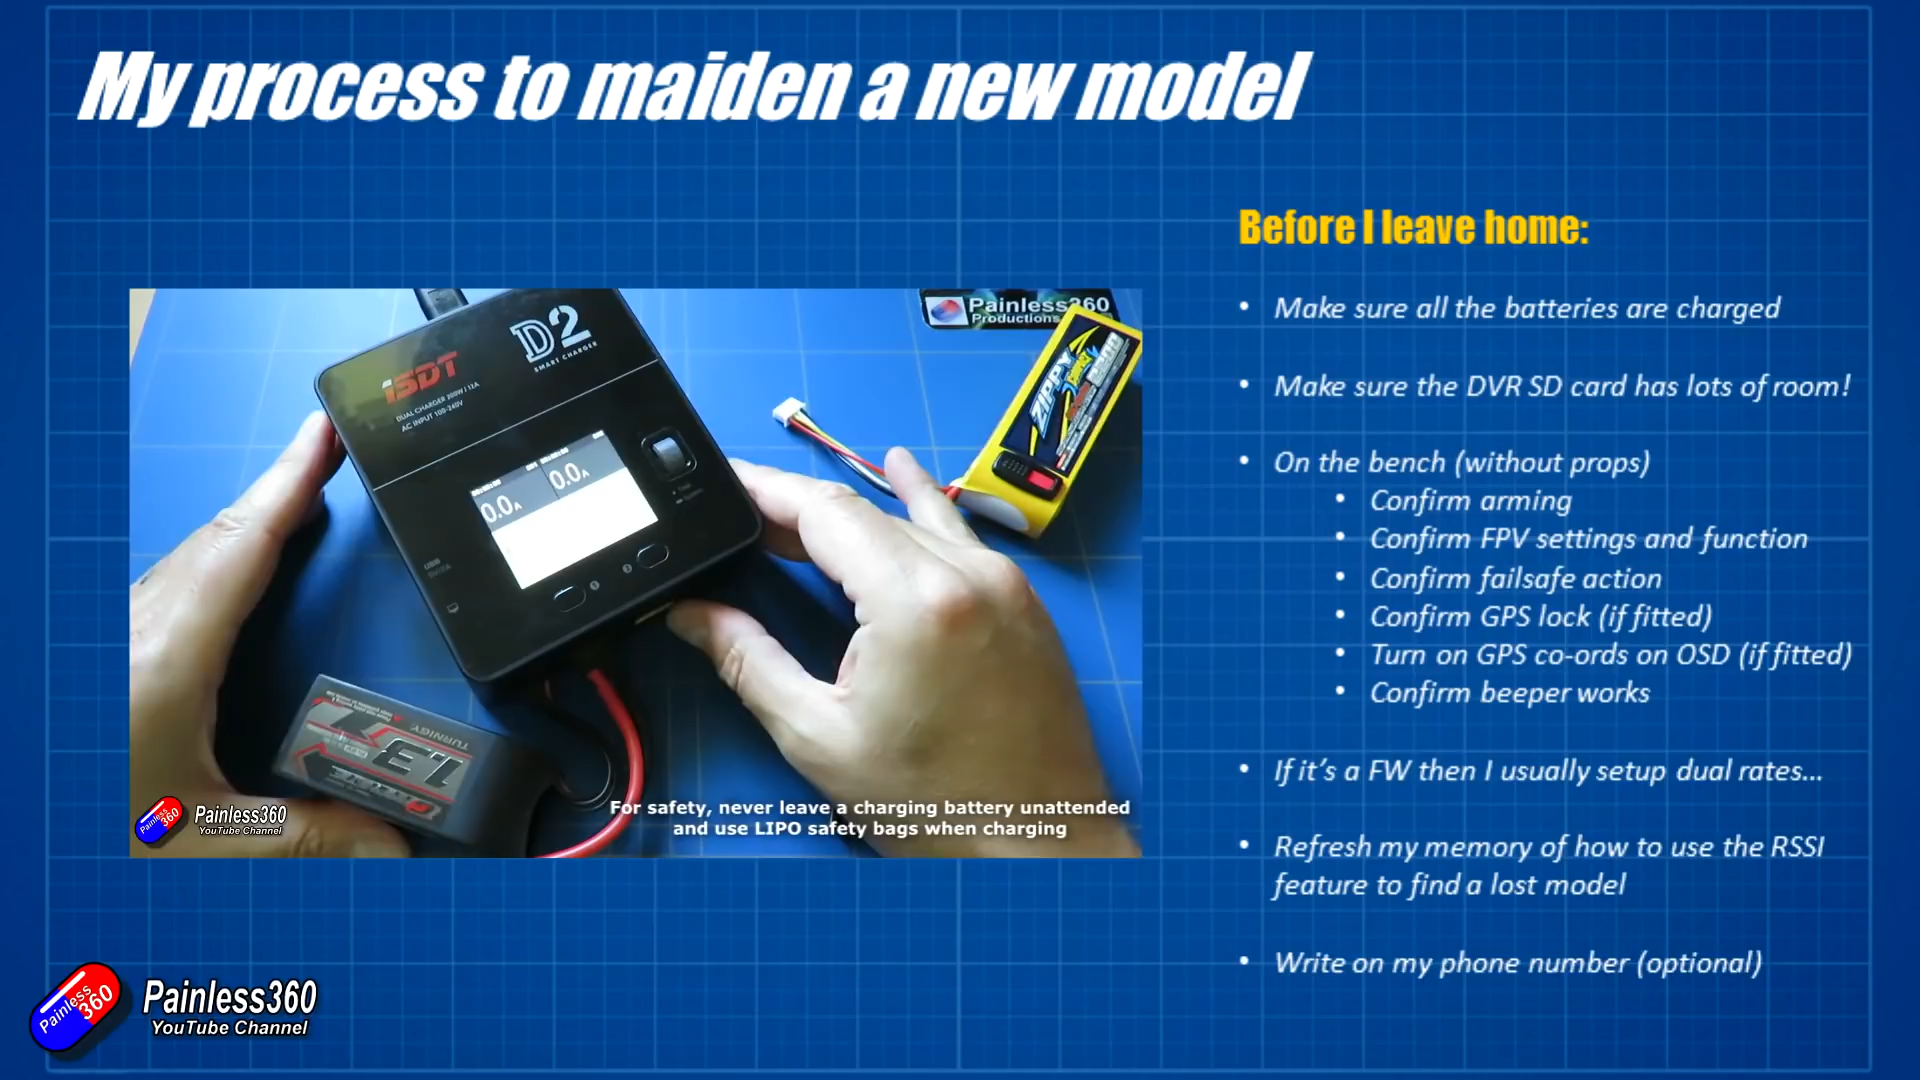 My process to maiden a new model
Before I leave home:
• Make sure all the batteries are charged
• Make sure the DVR SD card has lots of room!
• On the bench (without props)
• Confirm arming
• Confirm FPV settings and function
• Confirm failsafe action
• Confirm GPS lock (if fitted)
• Turn on GPS co-ords on OSD (if fitted)
• Confirm beeper works
• If it's a FW then I usually setup dual rates...
• Refresh my memory of how to use the RSSI
feature to find a lost model
• Write on my phone number (optional)
D2
SMART CHARGER
iSDT
DUAL CHARGER 200W / 12A
AC INPUT 100-240V
0.0A
0.0A
Painless360
Productions
ZIPPY
Compact
TURNIGY
1.3
Painless360
Painless360
YouTube Channel
For safety, never leave a charging battery unattended
and use LIPO safety bags when charging
Painless360
Painless360
YouTube Channel